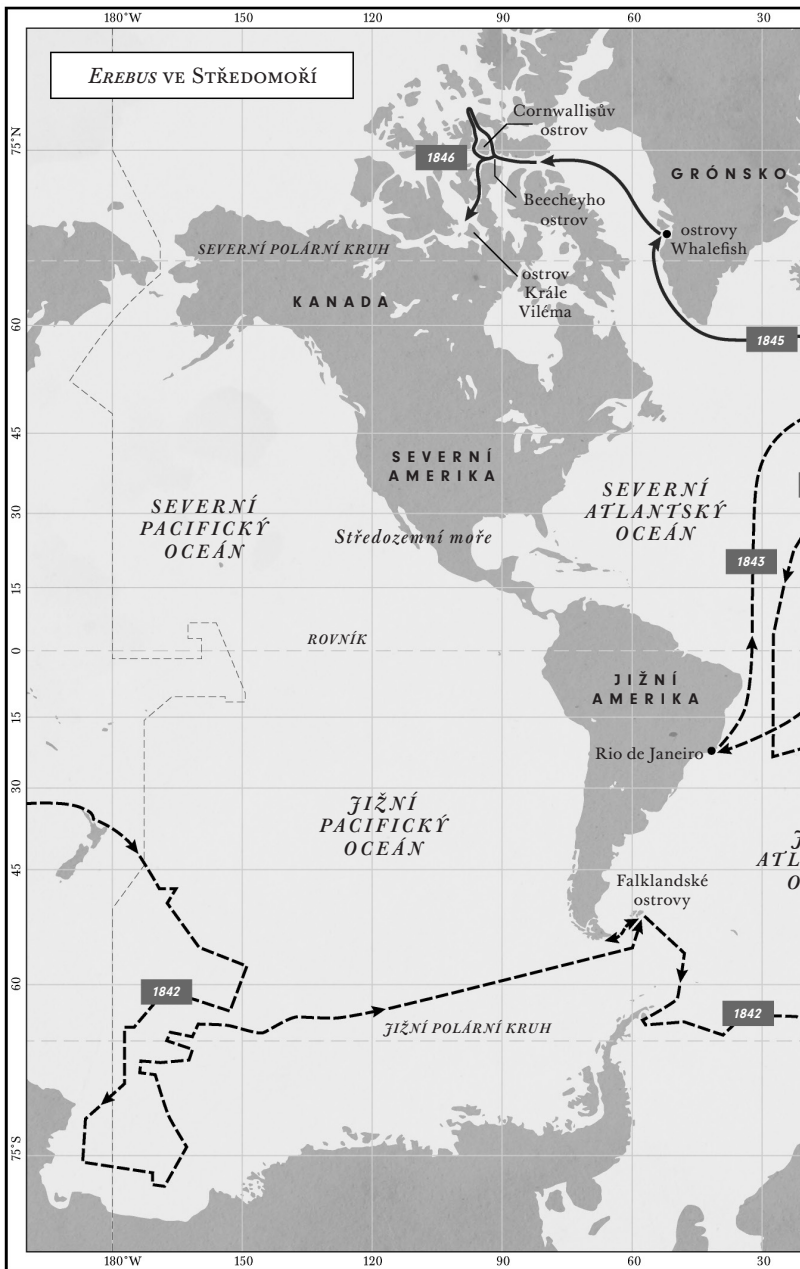 180°W 150 120 90 60 30
EREBUS VE STŘEDOMOŘÍ
Cornwallisův
ostrov
75°N
1846
GRÓNSKO
Beecheyho
ostrov
ostrovy
Whalefish
SEVERNÍ POLÁRNÍ KRUH
ostrov
Krále
Viléma
KANADA
60
1845
45
SEVERNÍ
AMERIKA
SEVERNÍ
PACIFICKÝ
OCEÁN
SEVERNÍ
ATLANTSKÝ
OCEÁN
30
Středozemní moře
1843
15
ROVNÍK
0
JIŽNÍ
AMERIKA
15
Rio de Janeiro
30
JIŽNÍ
PACIFICKÝ
OCEÁN
J
ATL
O
45
Falklandské
ostrovy
60
1842
1842
JIŽNÍ POLÁRNÍ KRUH
75°S
180°W 150 120 90 60 30